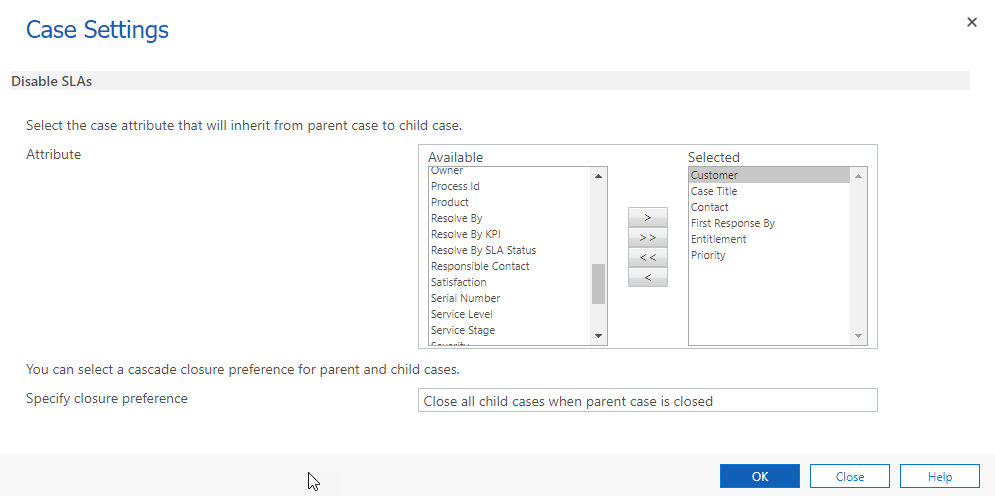 Case Settings
Disable SLAs
Select the case attribute that will inherit from parent case to child case.
Attribute
Available
Owner
Process Id
Product
Resolve By
Resolve By KPI
Resolve By SLA Status
Responsible Contact
Satisfaction
Serial Number
Service Level
Service Stage
Severity
>
>>
<<
<
Selected
Customer
Case Title
Contact
First Response By
Entitlement
Priority
You can select a cascade closure preference for parent and child cases.
Specify closure preference
Close all child cases when parent case is closed
OK
Close
Help